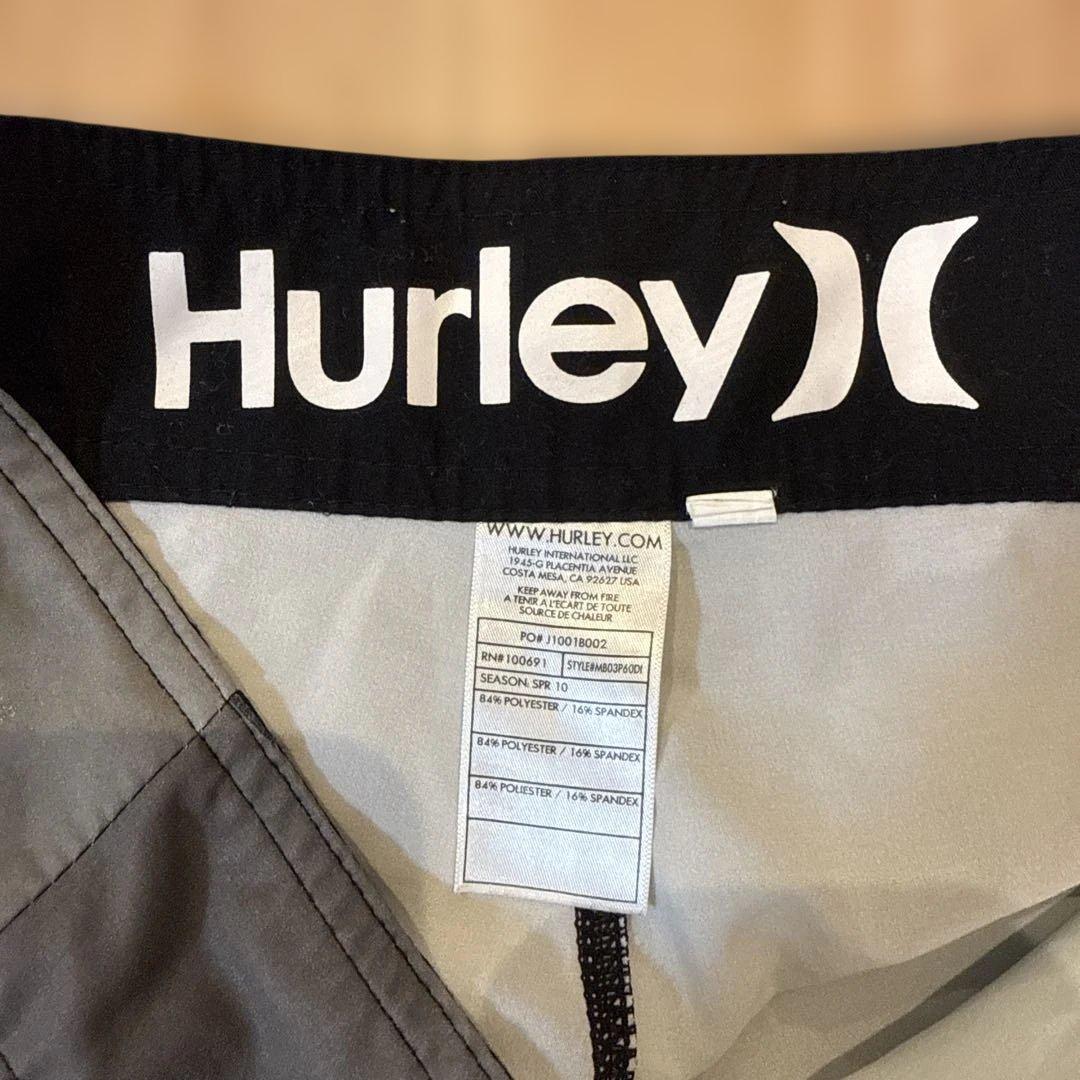 Hurley
WWW.HURLEY.COM
HURLEY INTERNATIONAL LLC
1945-G PLACENTIA AVENUE
COSTA MESA, CA 92627 USA
KEEP AWAY FROM FIRE
A TENIR A L'ECART DE TOUTE
SOURCE DE CHALEUR
PO# J1001B002
RN#100691 STYLE#MB03P60DI
SEASON: SPR 10
84% POLYESTER / 16% SPANDEX
84% POLYESTER / 16% SPANDEX
84% POLIESTER / 16% SPANDEX